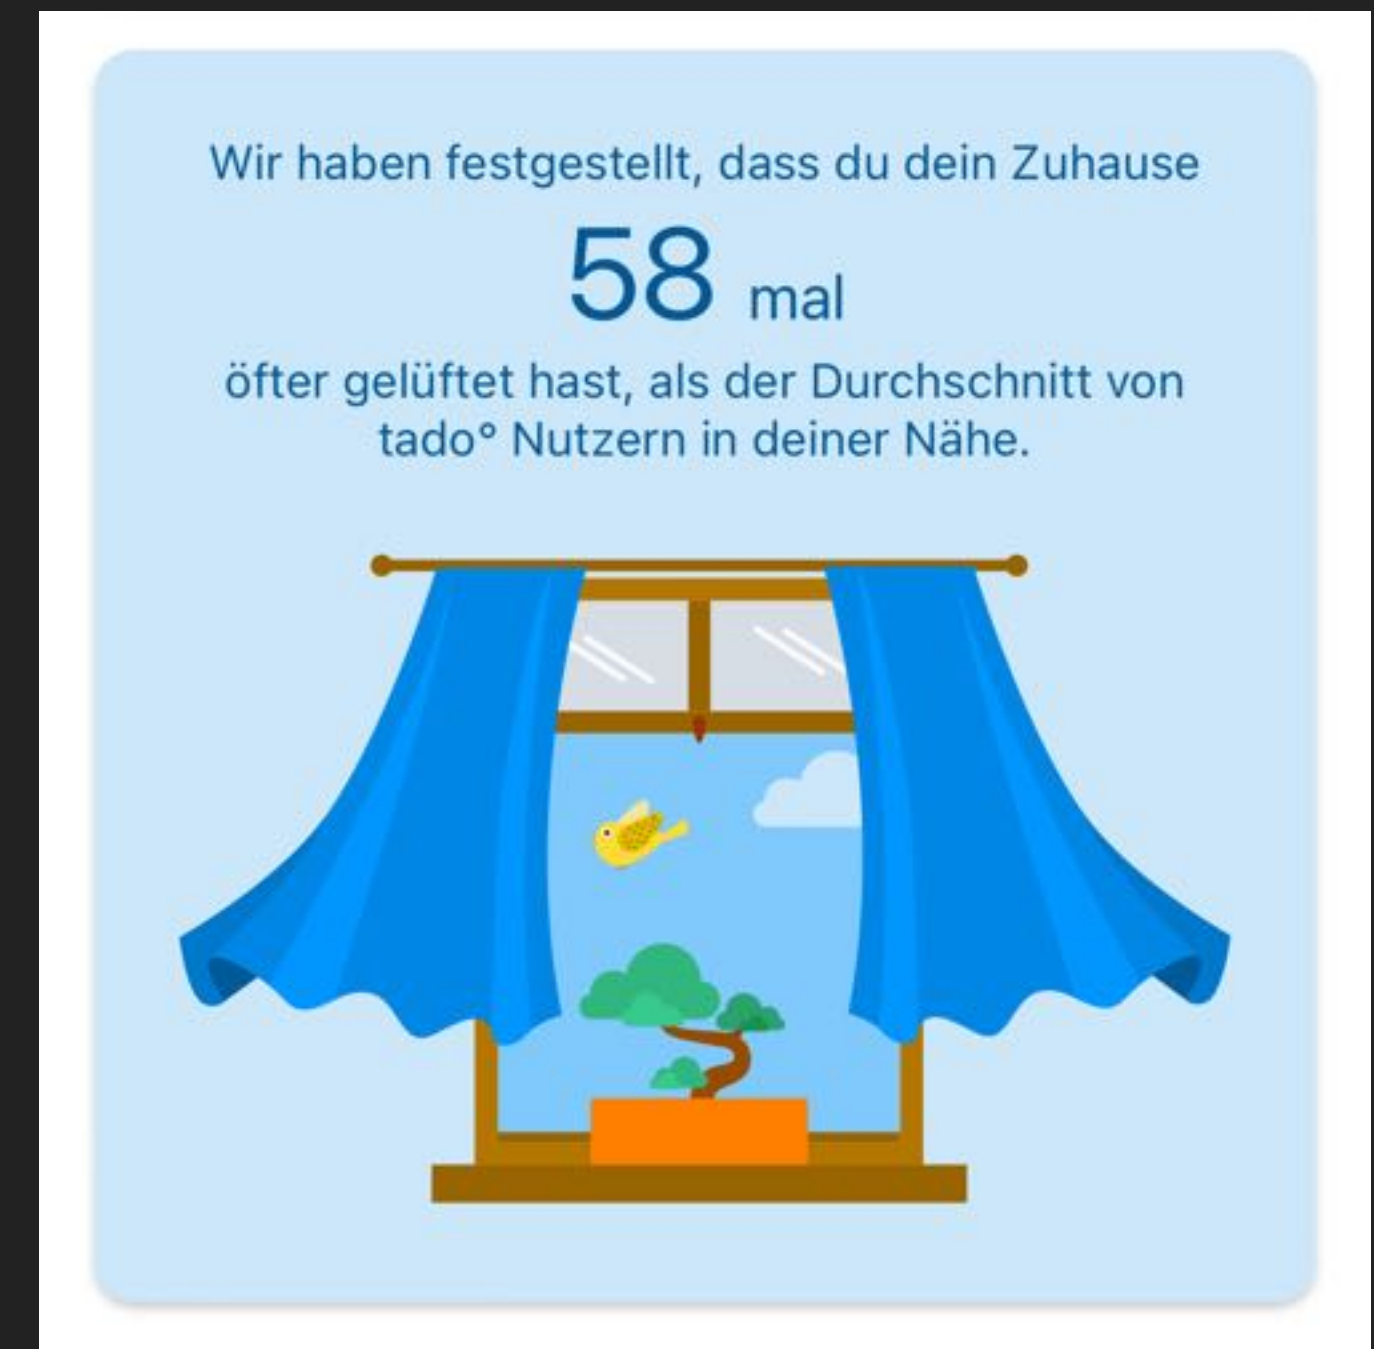 Wir haben festgestellt, dass du dein Zuhause
58 mal
öfter gelüftet hast, als der Durchschnitt von
tado° Nutzern in deiner Nähe.